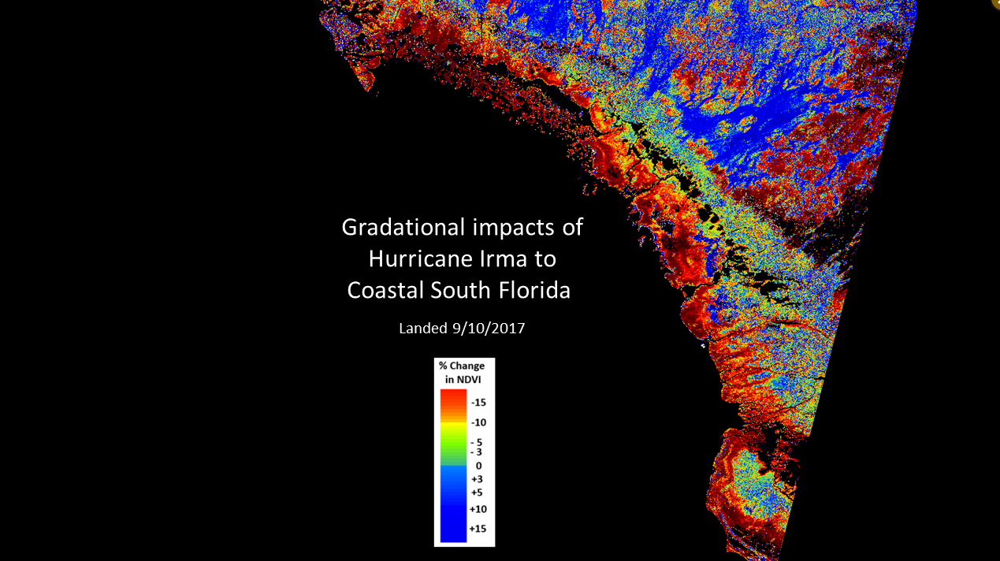 Gradational impacts of
Hurricane Irma to
Coastal South Florida
Landed 9/10/2017
% Change
in NDVI
-15
-10
- 5
- 3
0
+3
+5
+10
+15